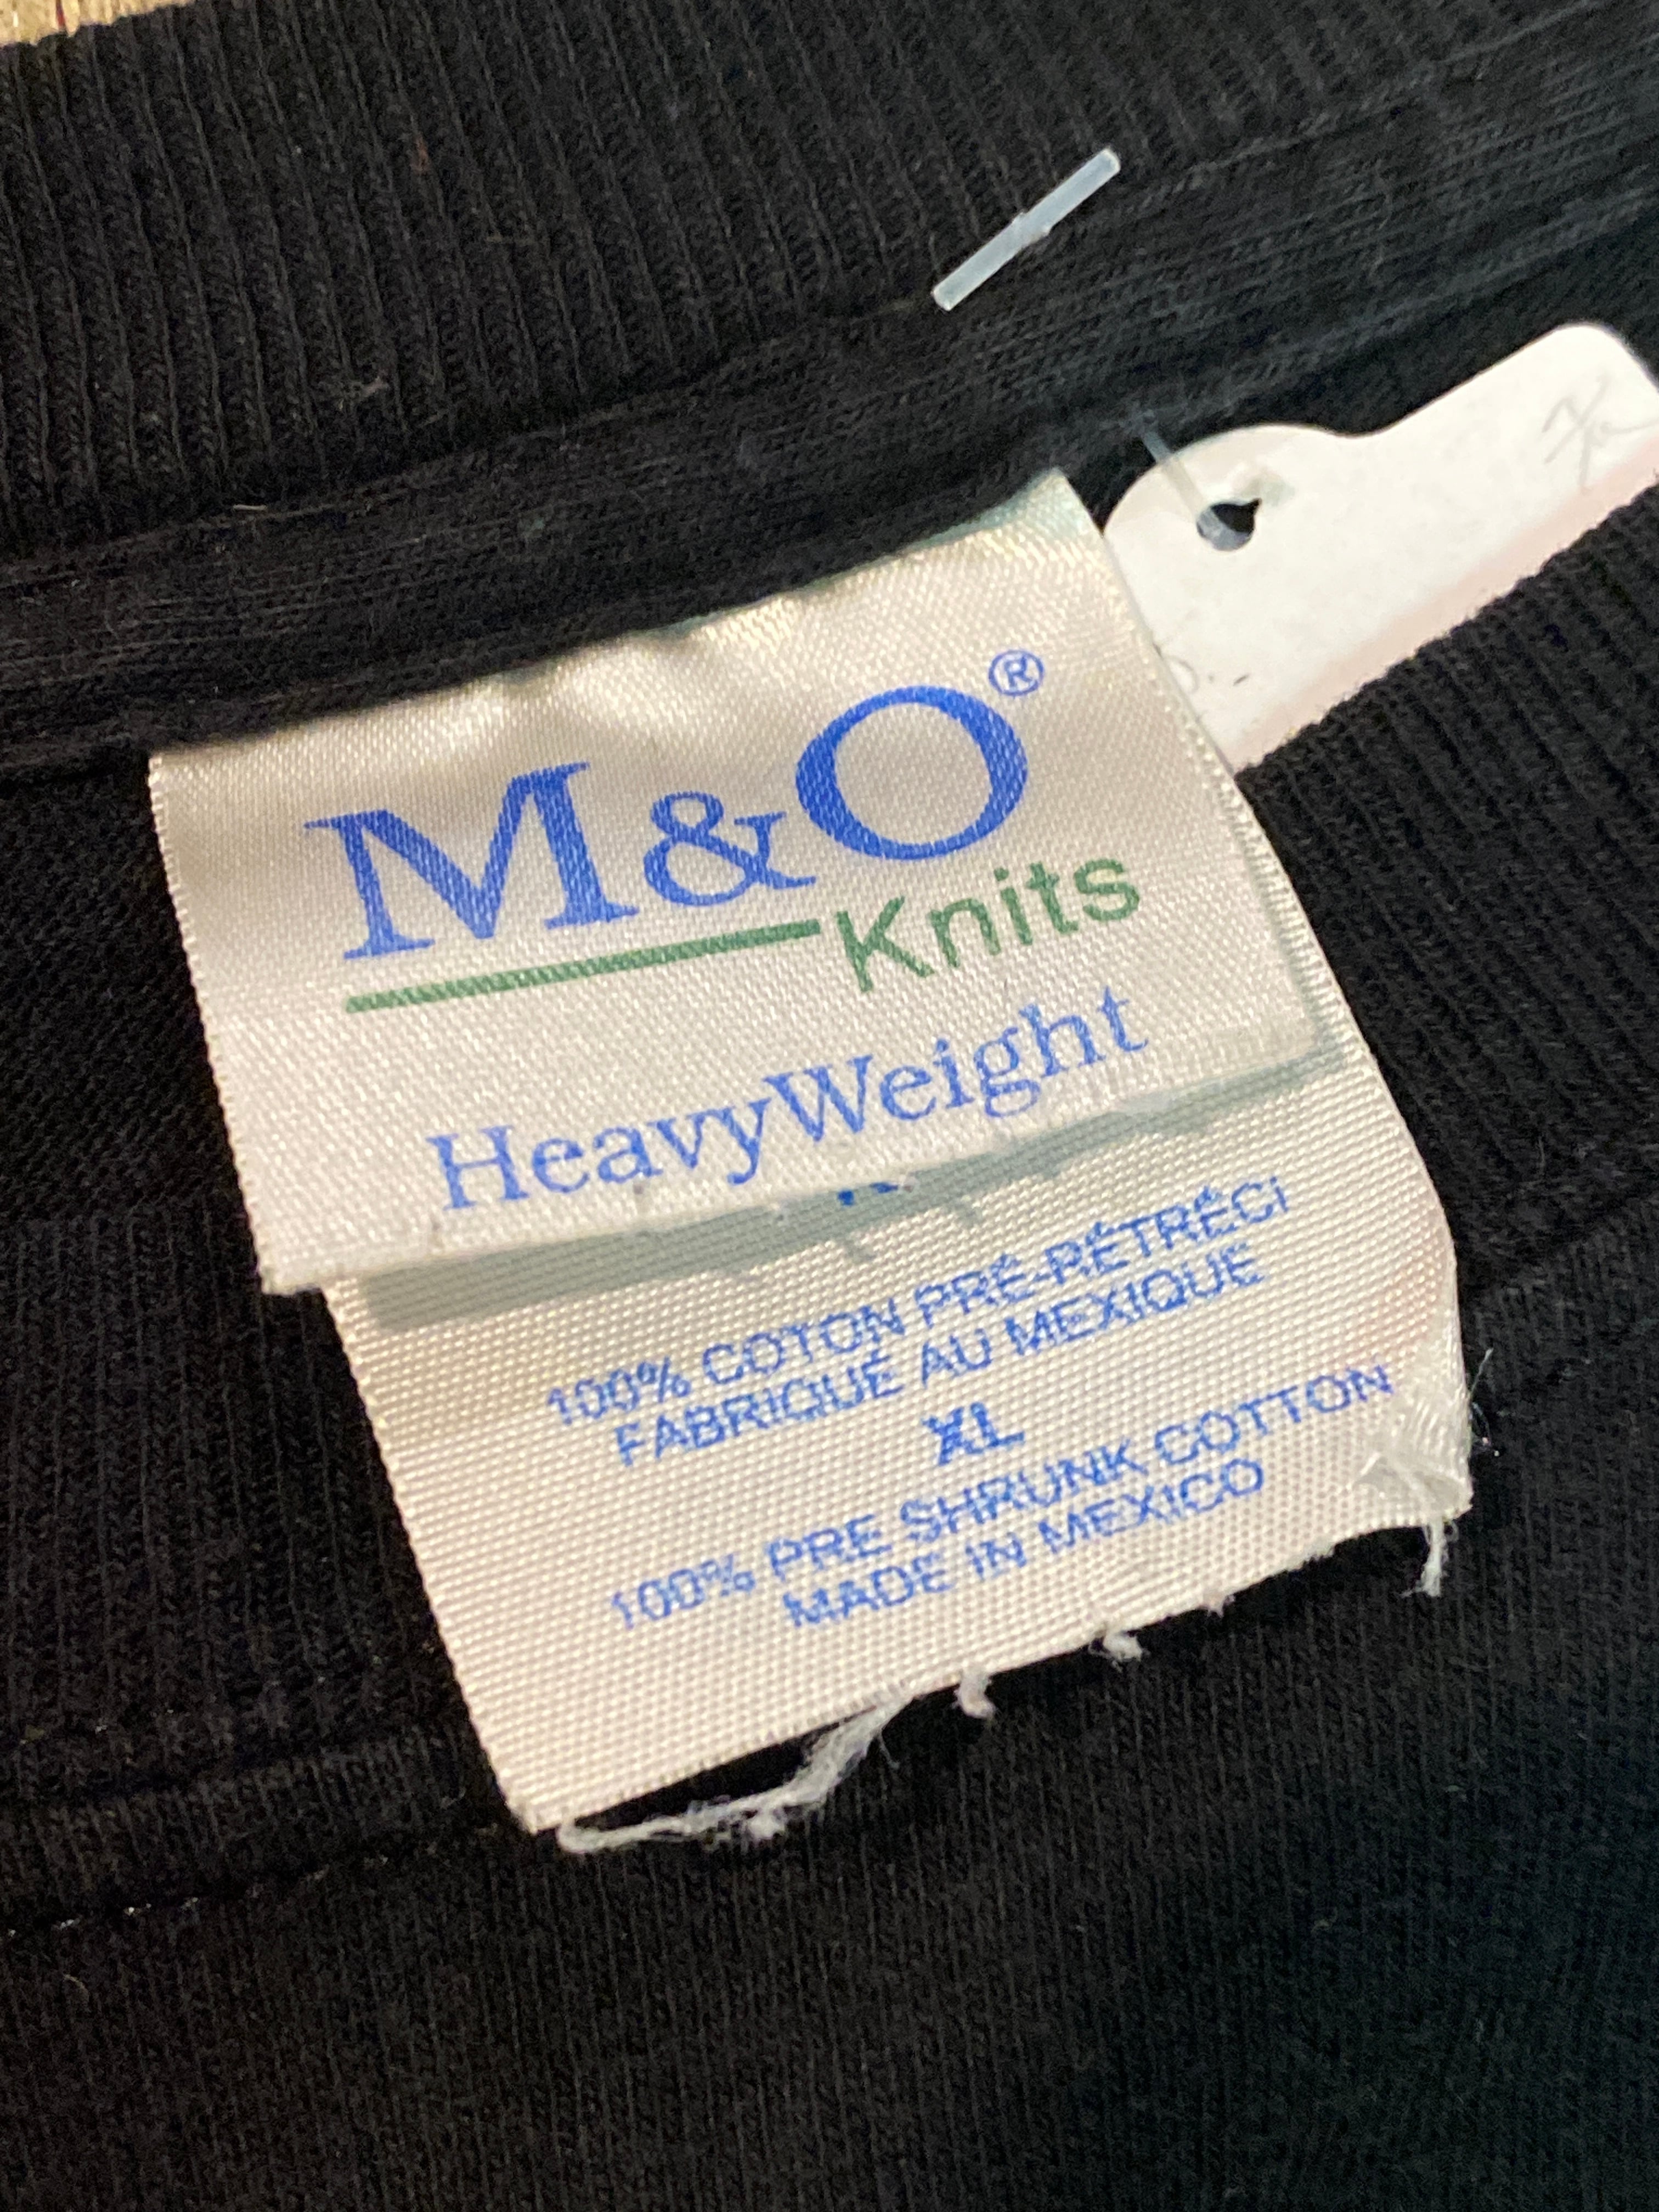 M&O®
Knits
HeavyWeight
100% COTON PRÉ-RÉTRÉCI
FABRIQUÉ AU MEXIQUE
XL
100% PRE SHRUNK COTTON
MADE IN MEXICO